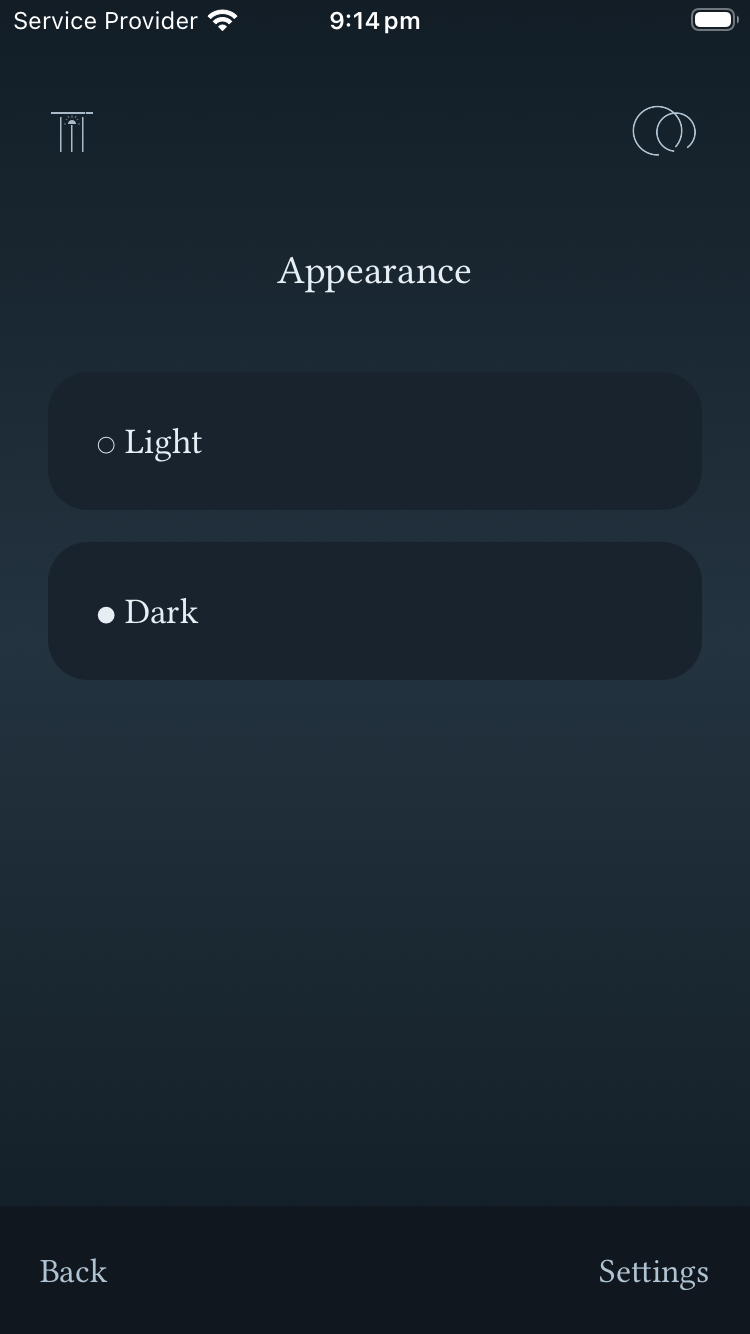 Service Provider 9:14 pm
Appearance
○ Light
● Dark
Back Settings